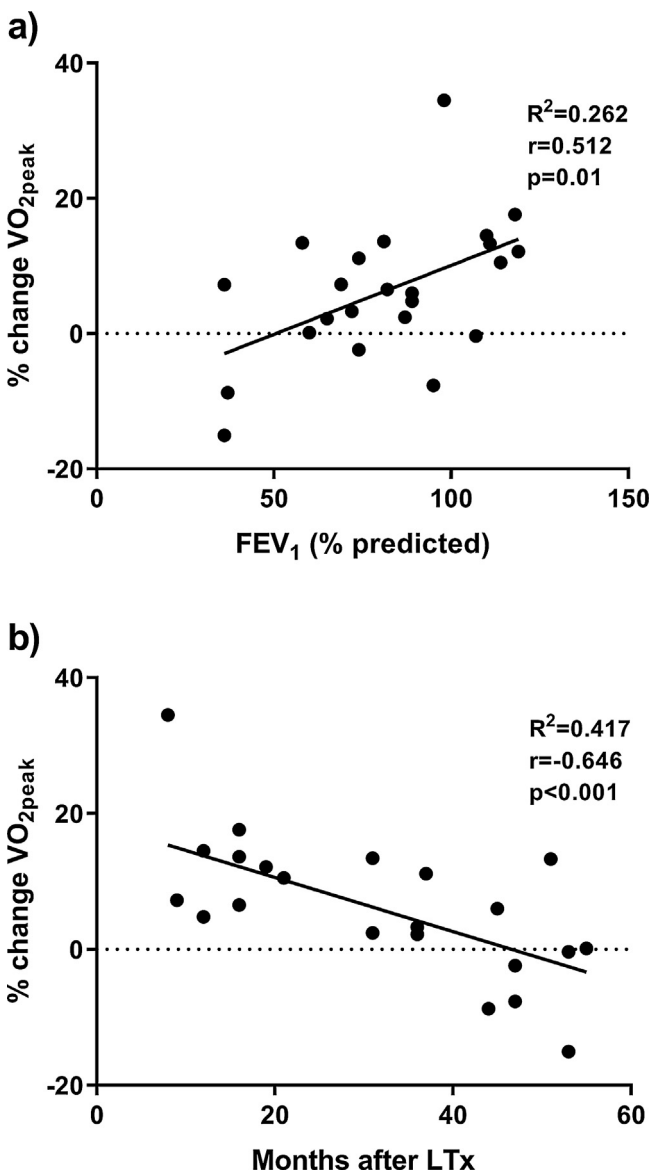 a)
40
20
0
-20
% change VO2peak
R2=0.262
r=0.512
p=0.01
0
50
100
150
FEV1 (% predicted)
b)
40
20
0
-20
% change VO2peak
R2=0.417
r=-0.646
p<0.001
0
20
40
60
Months after LTx